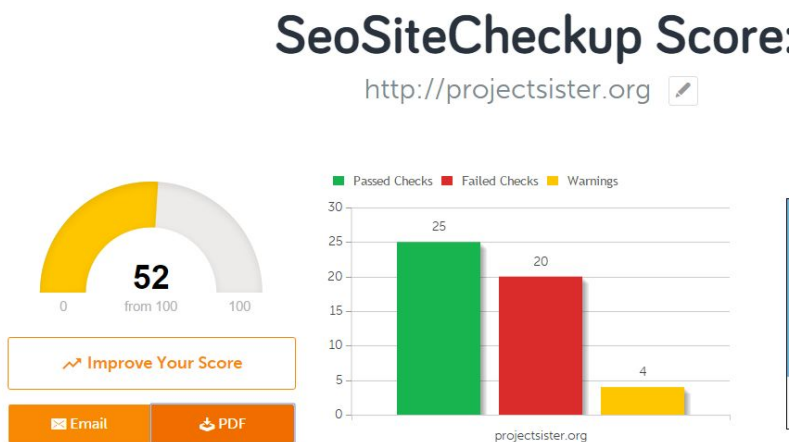 SeoSiteCheckup Score:
http://projectsister.org
Passed Checks Failed Checks Warnings
52
0 from 100 100
Improve Your Score
Email PDF
30
25
20
15
10
5
0
25
20
4
projectsister.org